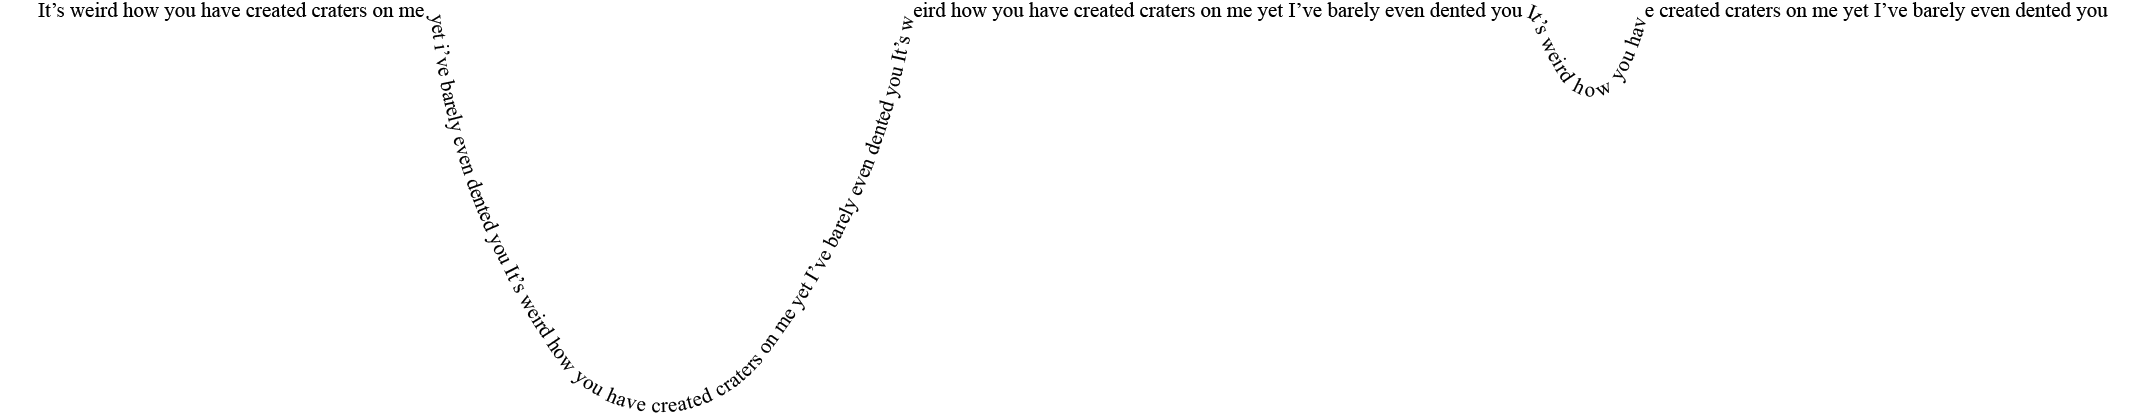 It’s weird how you have created craters on me yet i’ve barely even dented you It’s weird how you have created craters on me yet I’ve barely even dented you It’s weird how you have created craters on me yet I’ve barely even dented you It’s weird how you have created craters on me yet I’ve barely even dented you